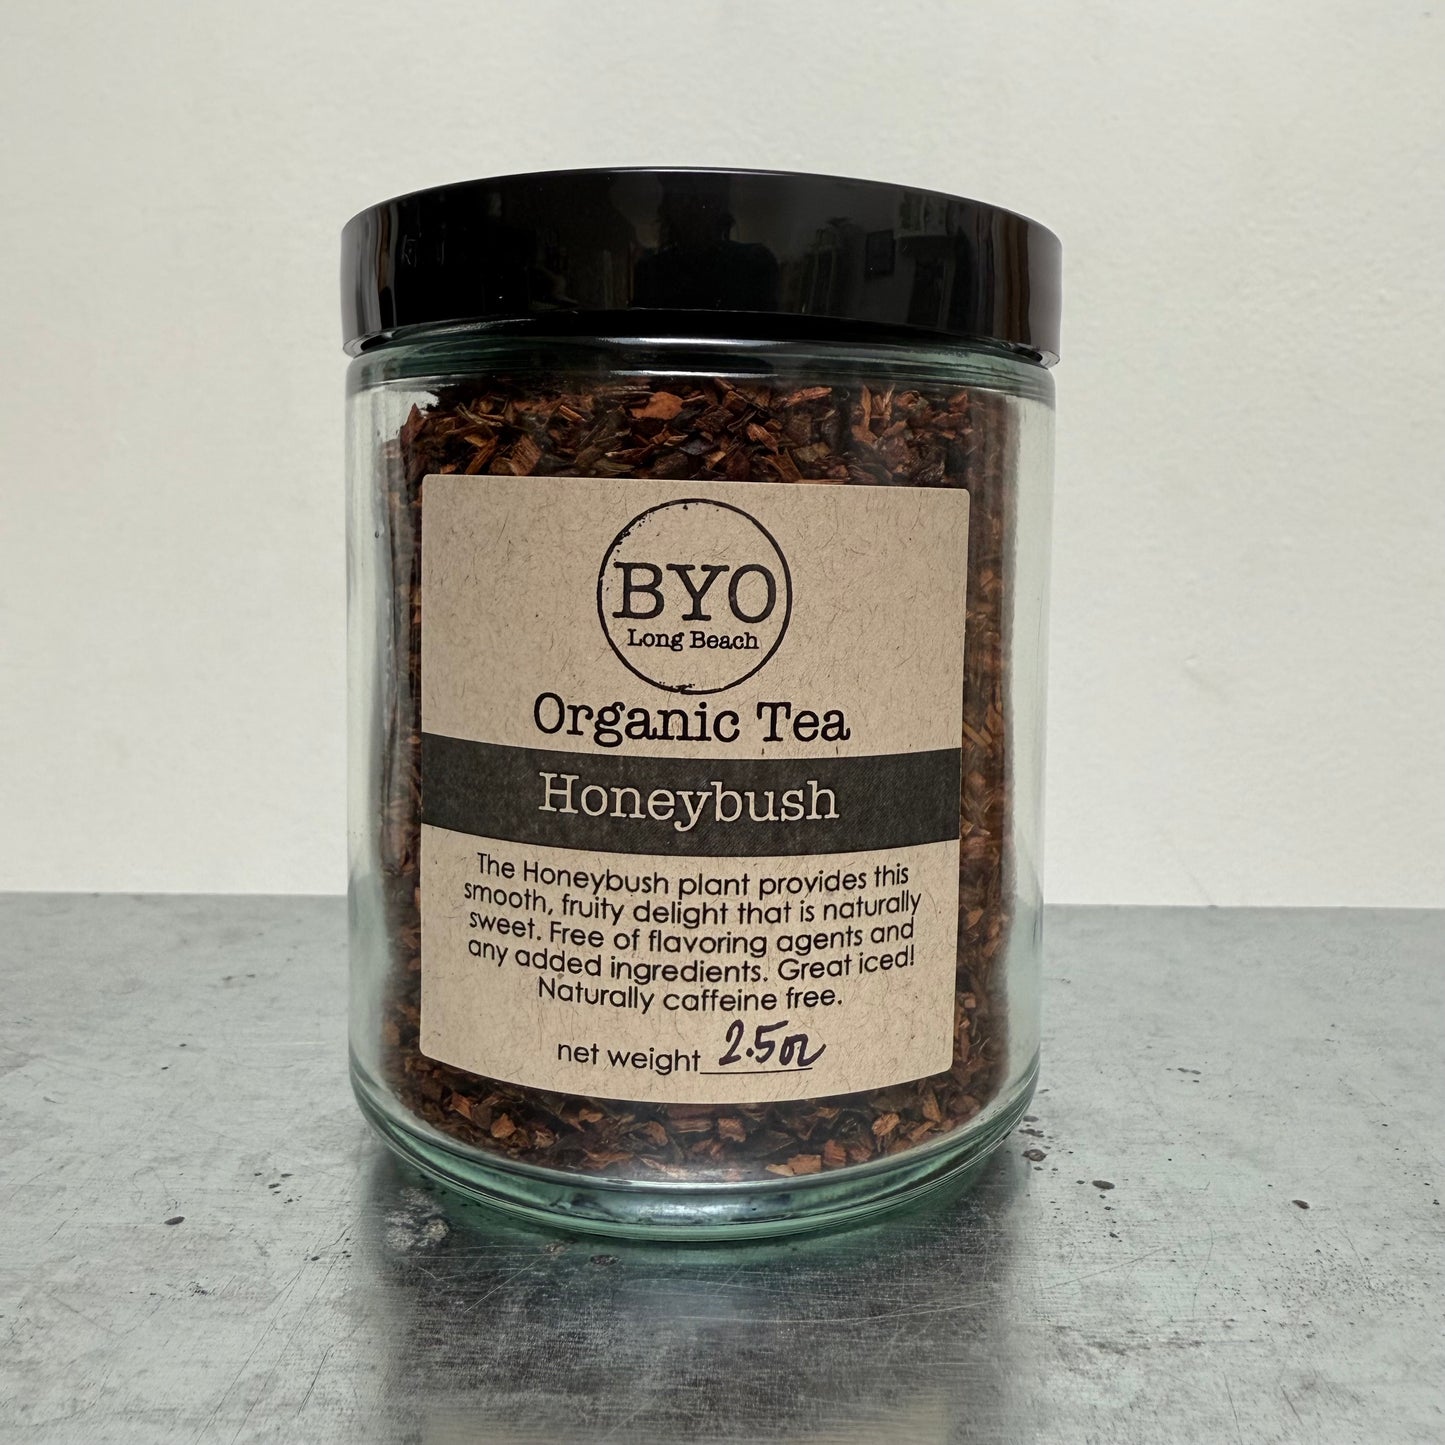 BYO
Long Beach
Organic Tea
Honeybush
The Honeybush plant provides this
smooth, fruity delight that is naturally
sweet. Free of flavoring agents and
any added ingredients. Great iced!
Naturally caffeine free.
net weight 2.5oz